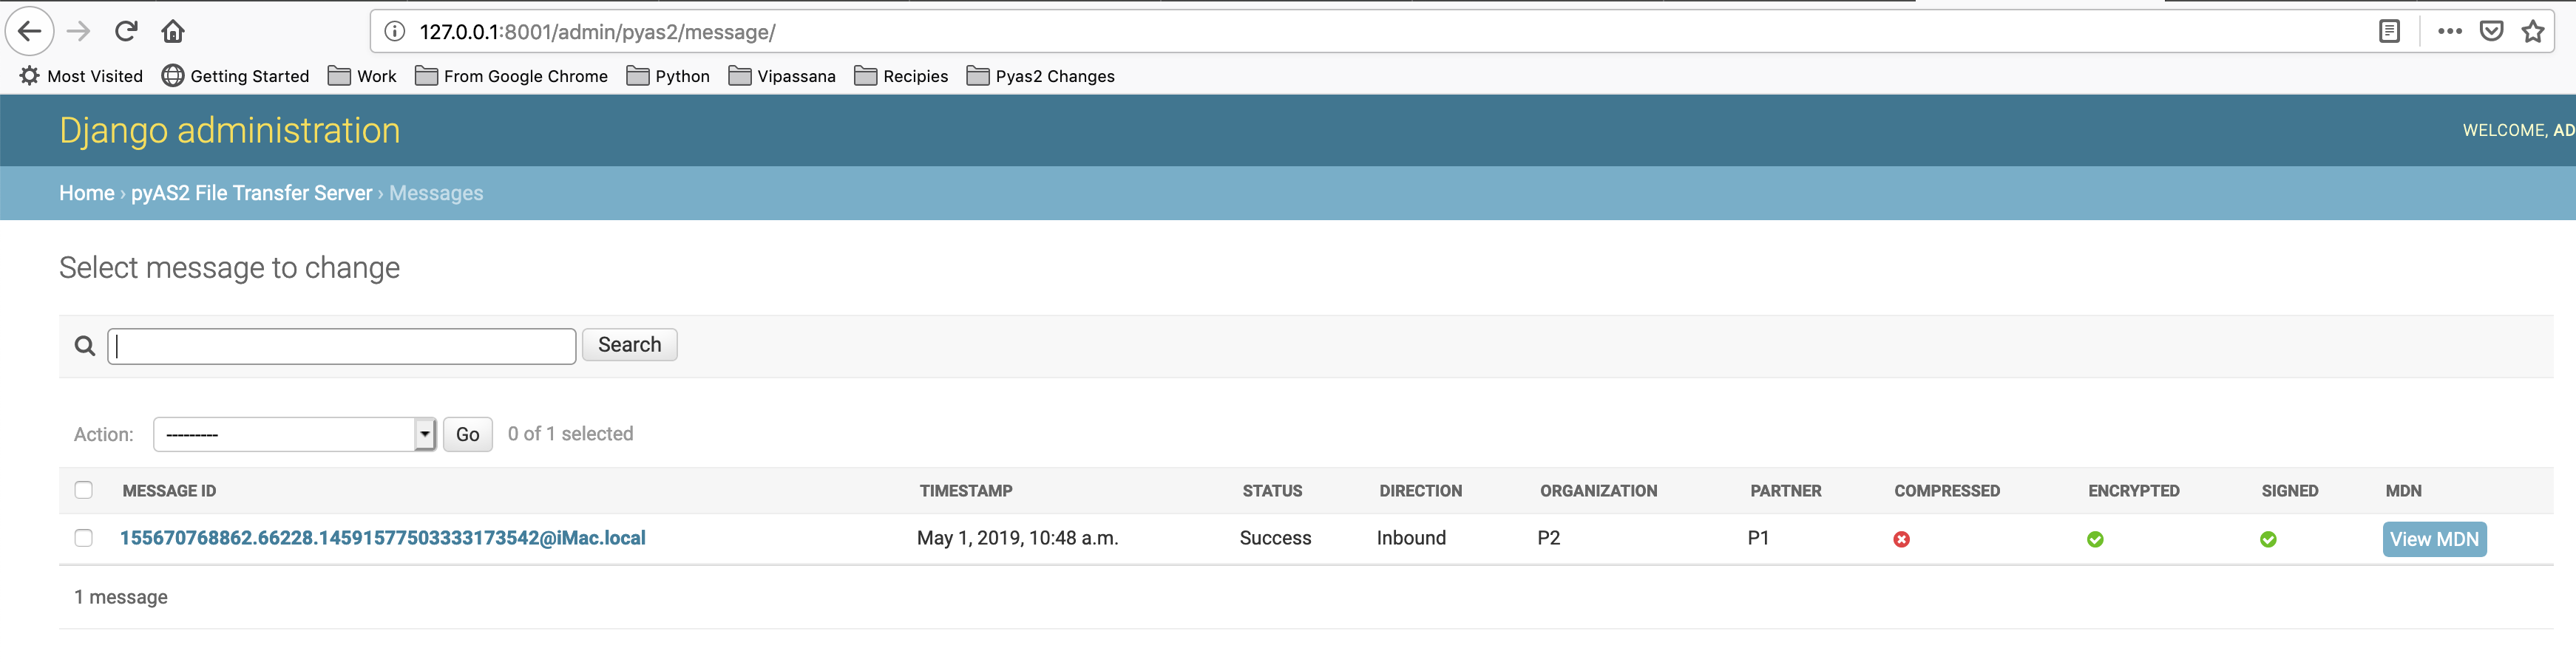 127.0.0.1:8001/admin/pyas2/message/
Most Visited Getting Started Work From Google Chrome Python Vipassana Recipies Pyas2 Changes
Django administration
WELCOME, AD
Home › pyAS2 File Transfer Server › Messages
Select message to change
Search
Action: --------- Go 0 of 1 selected
MESSAGE ID TIMESTAMP STATUS DIRECTION ORGANIZATION PARTNER COMPRESSED ENCRYPTED SIGNED MDN
155670768862.66228.14591577503333173542@iMac.local May 1, 2019, 10:48 a.m. Success Inbound P2 P1 View MDN
1 message